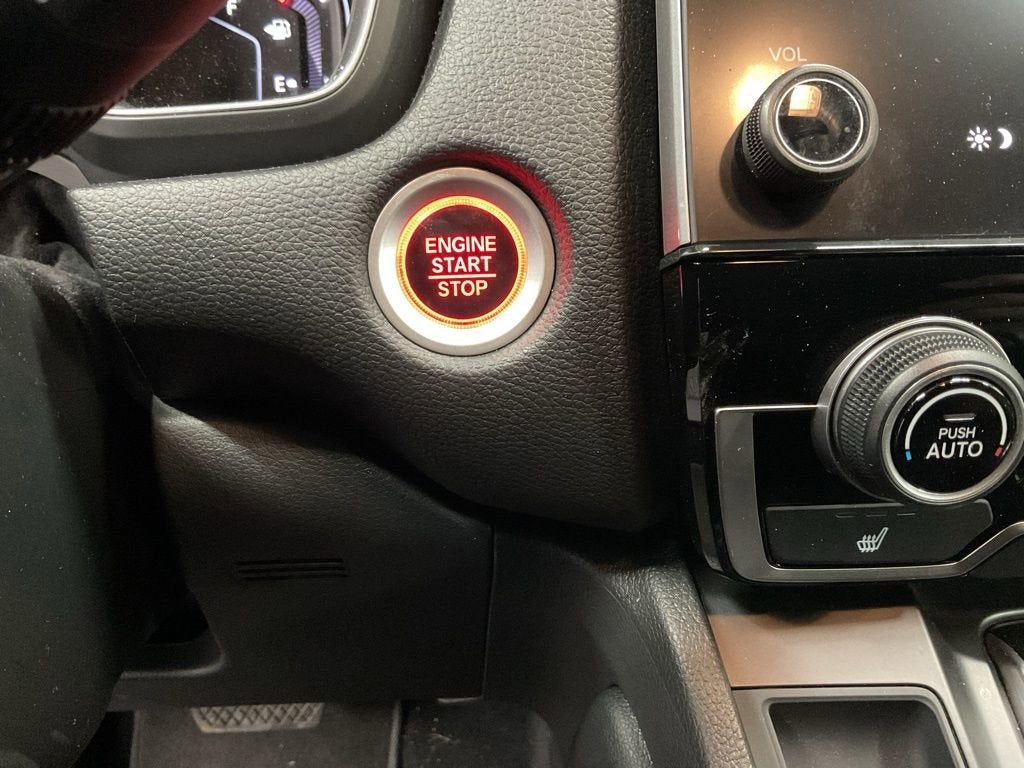 F
E
VOL
ENGINE
START
STOP
PUSH
AUTO